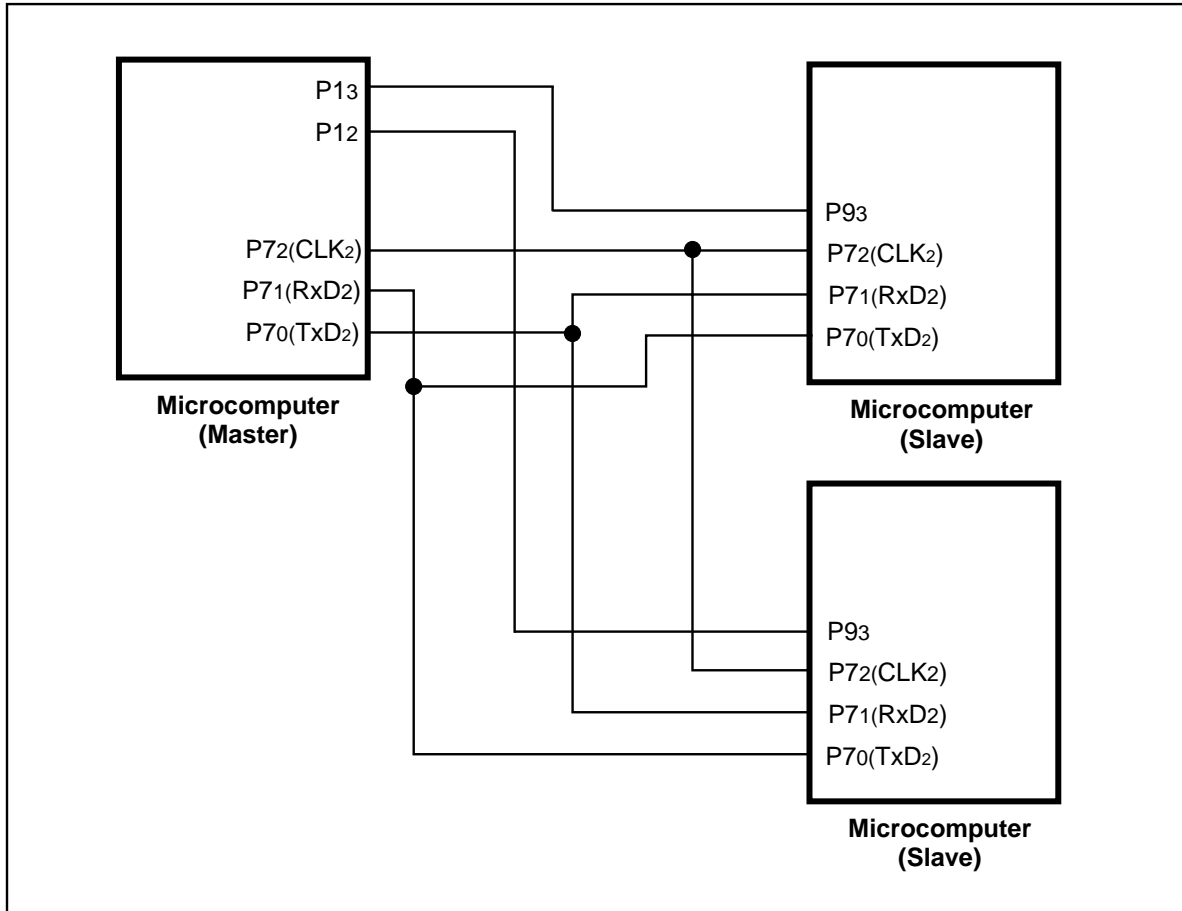 P13
P12
P72(CLK2)
P71(RxD2)
P70(TxD2)
Microcomputer
(Master)
P93
P72(CLK2)
P71(RxD2)
P70(TxD2)
Microcomputer
(Slave)
P93
P72(CLK2)
P71(RxD2)
P70(TxD2)
Microcomputer
(Slave)